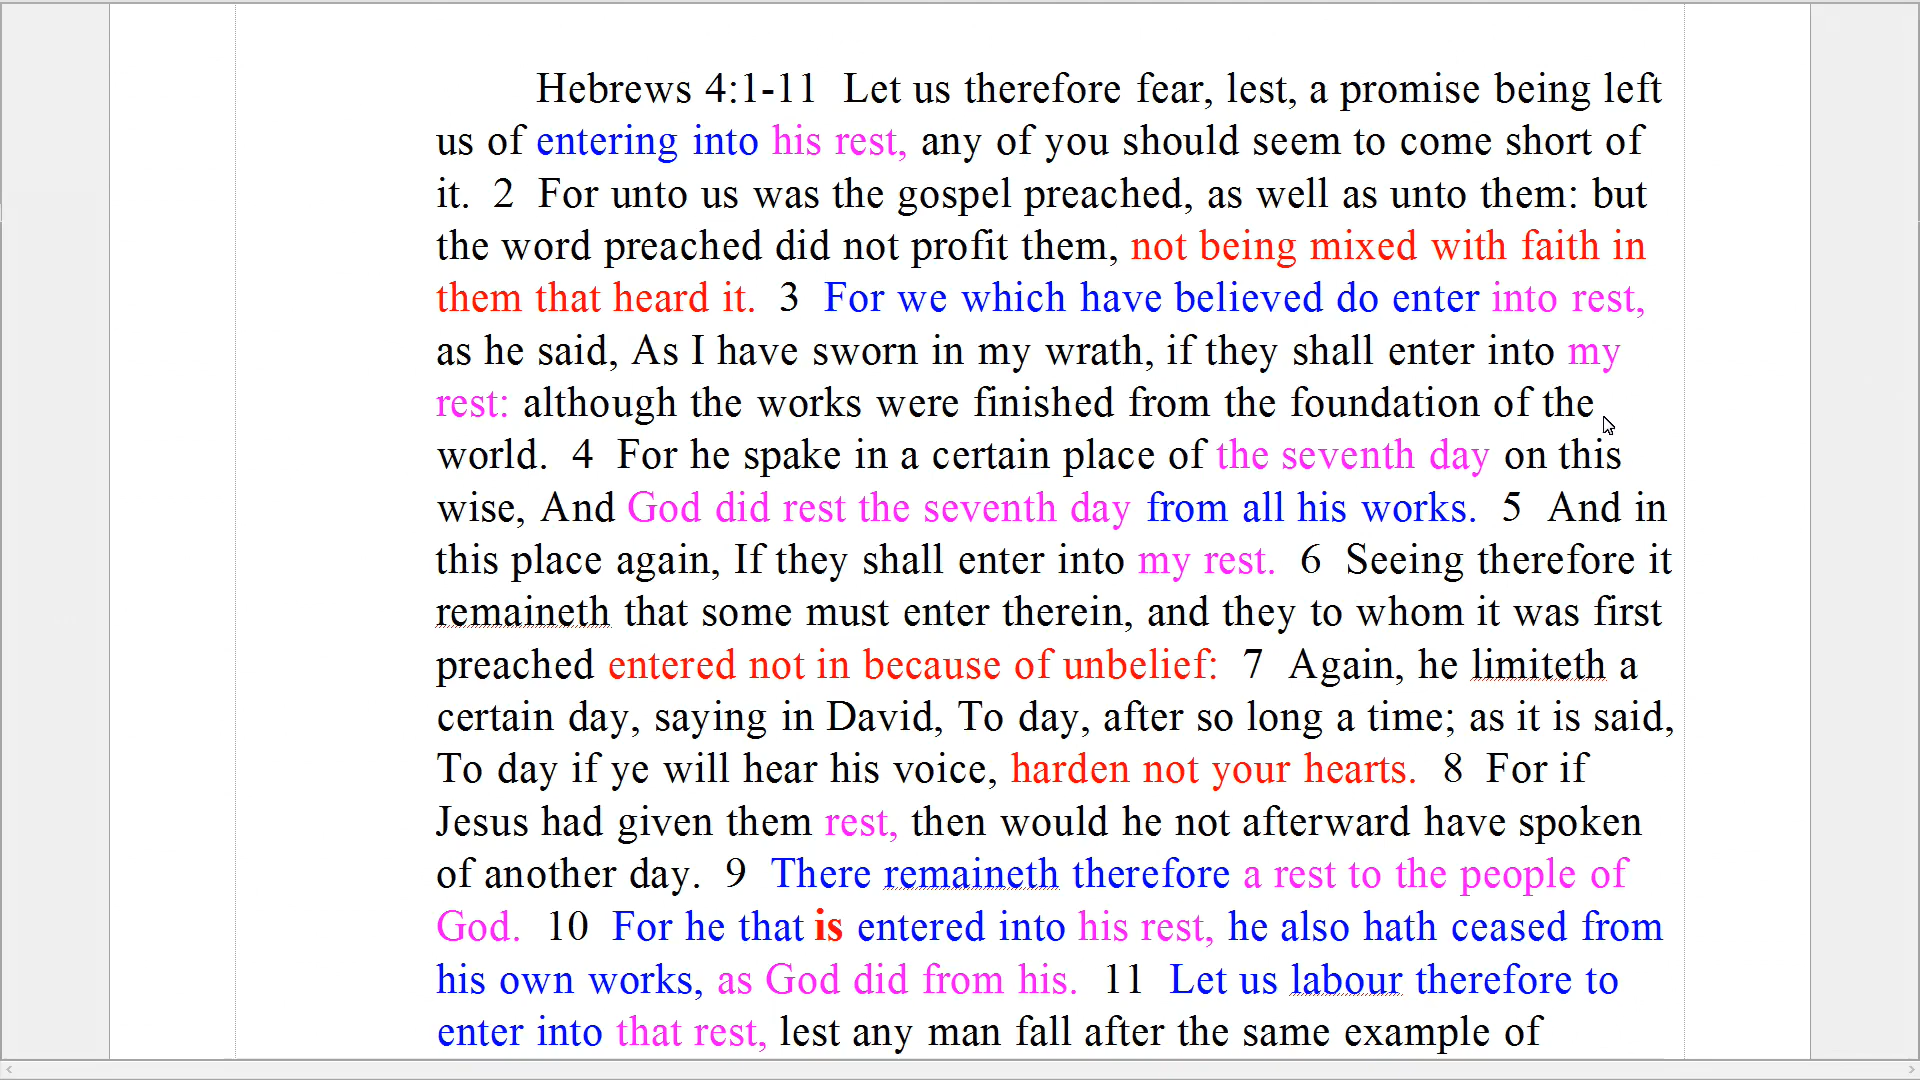 Hebrews 4:1-11  Let us therefore fear, lest, a promise being left
us of entering into his rest, any of you should seem to come short of
it.  2  For unto us was the gospel preached, as well as unto them: but
the word preached did not profit them, not being mixed with faith in
them that heard it.  3  For we which have believed do enter into rest,
as he said, As I have sworn in my wrath, if they shall enter into my
rest: although the works were finished from the foundation of the
world.  4  For he spake in a certain place of the seventh day on this
wise, And God did rest the seventh day from all his works.  5  And in
this place again, If they shall enter into my rest.  6  Seeing therefore it
remaineth that some must enter therein, and they to whom it was first
preached entered not in because of unbelief:  7  Again, he limiteth a
certain day, saying in David, To day, after so long a time; as it is said,
To day if ye will hear his voice, harden not your hearts.  8  For if
Jesus had given them rest, then would he not afterward have spoken
of another day.  9  There remaineth therefore a rest to the people of
God.  10  For he that is entered into his rest, he also hath ceased from
his own works, as God did from his.  11  Let us labour therefore to
enter into that rest, lest any man fall after the same example of